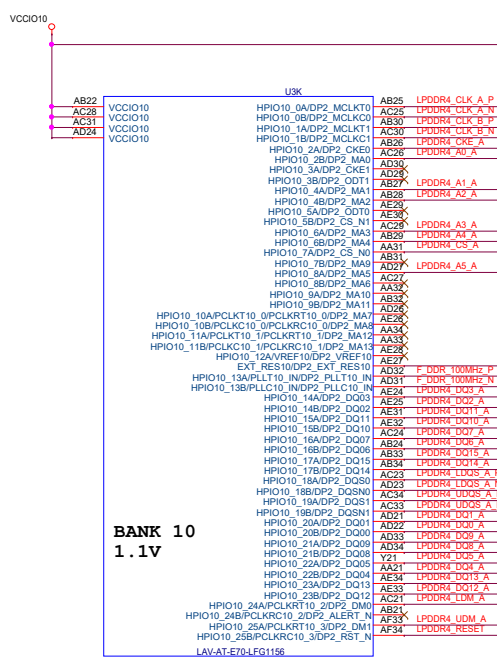 VCCIO10
U3K
AB22 VCCIO10
AC28 VCCIO10
AC31 VCCIO10
AD24 VCCIO10
HPIO10_0A/DP2_MCLKT0 AB25 LPDDR4_CLK_A_P
HPIO10_0B/DP2_MCLKC0 AC25 LPDDR4_CLK_A_N
HPIO10_1A/DP2_MCLKT1 AB30 LPDDR4_CLK_B_P
HPIO10_1B/DP2_MCLKC1 AC30 LPDDR4_CLK_B_N
HPIO10_2A/DP2_CKE0 AB26 LPDDR4_CKE_A
HPIO10_2B/DP2_MA0 AC26 LPDDR4_A0_A
HPIO10_3A/DP2_CKE1 AD30
HPIO10_3B/DP2_ODT1 AD29
HPIO10_4A/DP2_MA1 AB27 LPDDR4_A1_A
HPIO10_4B/DP2_MA2 AB28 LPDDR4_A2_A
HPIO10_5A/DP2_ODT0 AE29
HPIO10_5B/DP2_CS_N1 AE30
HPIO10_6A/DP2_MA3 AC29 LPDDR4_A3_A
HPIO10_6B/DP2_MA4 AB29 LPDDR4_A4_A
HPIO10_7A/DP2_CS_N0 AA31 LPDDR4_CS_A
HPIO10_7B/DP2_MA9 AB31
HPIO10_8A/DP2_MA5 AD27 LPDDR4_A5_A
HPIO10_8B/DP2_MA6 AC27
HPIO10_9A/DP2_MA10 AA32
HPIO10_9B/DP2_MA11 AB32
HPIO10_10A/PCLKT10_0/PCLKRT10_0/DP2_MA7 AD26
HPIO10_10B/PCLKC10_0/PCLKRC10_0/DP2_MA8 AE26
HPIO10_11A/PCLKT10_1/PCLKRT10_1/DP2_MA12 AA34
HPIO10_11B/PCLKC10_1/PCLKRC10_1/DP2_MA13 AA33
HPIO10_12A/VREF10/DP2_VREF10 AE28
EXT_RES10/DP2_EXT_RES10 AE27
HPIO10_13A/PLLT10_IN/DP2_PLLT10_IN AD32 F_DDR_100MHz_P
HPIO10_13B/PLLC10_IN/DP2_PLLC10_IN AD31 F_DDR_100MHz_N
HPIO10_14A/DP2_DQ03 AE24 LPDDR4_DQ3_A
HPIO10_14B/DP2_DQ02 AE25 LPDDR4_DQ2_A
HPIO10_15A/DP2_DQ11 AE31 LPDDR4_DQ11_A
HPIO10_15B/DP2_DQ10 AE32 LPDDR4_DQ10_A
HPIO10_16A/DP2_DQ07 AC24 LPDDR4_DQ7_A
HPIO10_16B/DP2_DQ06 AB24 LPDDR4_DQ6_A
HPIO10_17A/DP2_DQ15 AB33 LPDDR4_DQ15_A
HPIO10_17B/DP2_DQ14 AB34 LPDDR4_DQ14_A
HPIO10_18A/DP2_DQS0 AC23 LPDDR4_LDQS_A
HPIO10_18B/DP2_DQSN0 AD23 LPDDR4_LDQS_A
HPIO10_19A/DP2_DQS1 AC34 LPDDR4_UDQS_A
HPIO10_19B/DP2_DQSN1 AC33 LPDDR4_UDQS_A
HPIO10_20A/DP2_DQ01 AD21 LPDDR4_DQ1_A
HPIO10_20B/DP2_DQ00 AD22 LPDDR4_DQ0_A
HPIO10_21A/DP2_DQ09 AD33 LPDDR4_DQ9_A
HPIO10_21B/DP2_DQ08 AD34 LPDDR4_DQ8_A
HPIO10_22A/DP2_DQ05 Y21 LPDDR4_DQ5_A
HPIO10_22B/DP2_DQ04 AA21 LPDDR4_DQ4_A
HPIO10_23A/DP2_DQ13 AE34 LPDDR4_DQ13_A
HPIO10_23B/DP2_DQ12 AE33 LPDDR4_DQ12_A
HPIO10_24A/PCLKRT10_2/DP2_DM0 AC21 LPDDR4_LDM_A
HPIO10_24B/PCLKRC10_2/DP2_ALERT_N AB21
HPIO10_25A/PCLKRT10_3/DP2_DM1 AF33 LPDDR4_UDM_A
HPIO10_25B/PCLKRC10_3/DP2_RST_N AF34 LPDDR4_RESET
BANK 10
1.1V
LAV-AT-E70-LFG1156